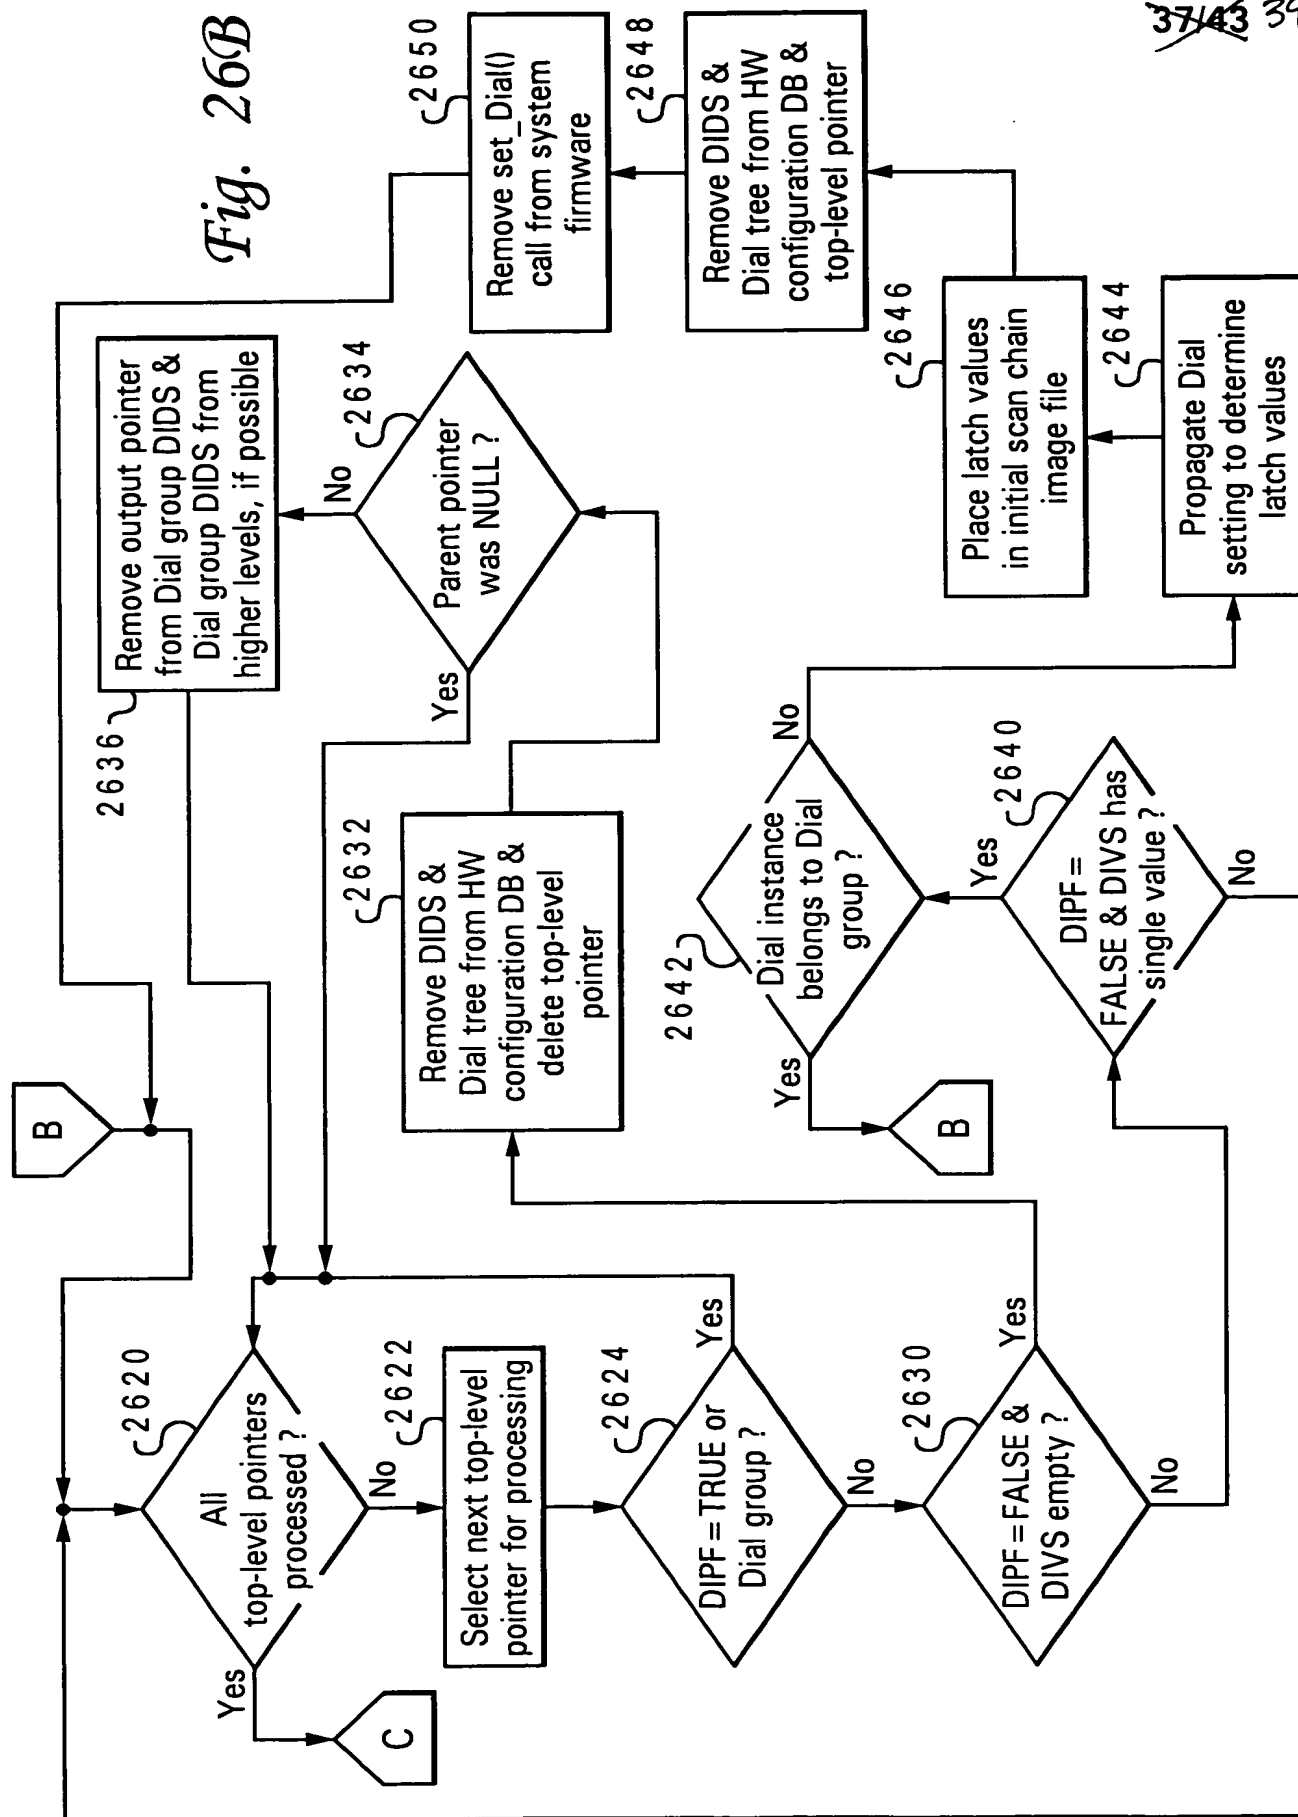 37/43 39
Fig. 26B
B
All
top-level pointers
processed ?
2620
Yes
No
C
Select next top-level
pointer for processing
2622
DIPF = TRUE or
Dial group ?
2624
Yes
No
DIPF = FALSE &
DIVS empty ?
2630
Yes
No
Remove DIDS &
Dial tree from HW
configuration DB &
delete top-level
pointer
2632
Parent pointer
was NULL ?
2634
Yes
No
Remove output pointer
from Dial group DIDS &
Dial group DIDS from
higher levels, if possible
2636
DIPF =
FALSE & DIVS has
single value ?
2640
Yes
No
Dial instance
belongs to Dial
group ?
2642
Yes
No
B
Propagate Dial
setting to determine
latch values
2644
Place latch values
in initial scan chain
image file
2646
Remove DIDS &
Dial tree from HW
configuration DB &
top-level pointer
2648
Remove set_Dial()
call from system
firmware
2650